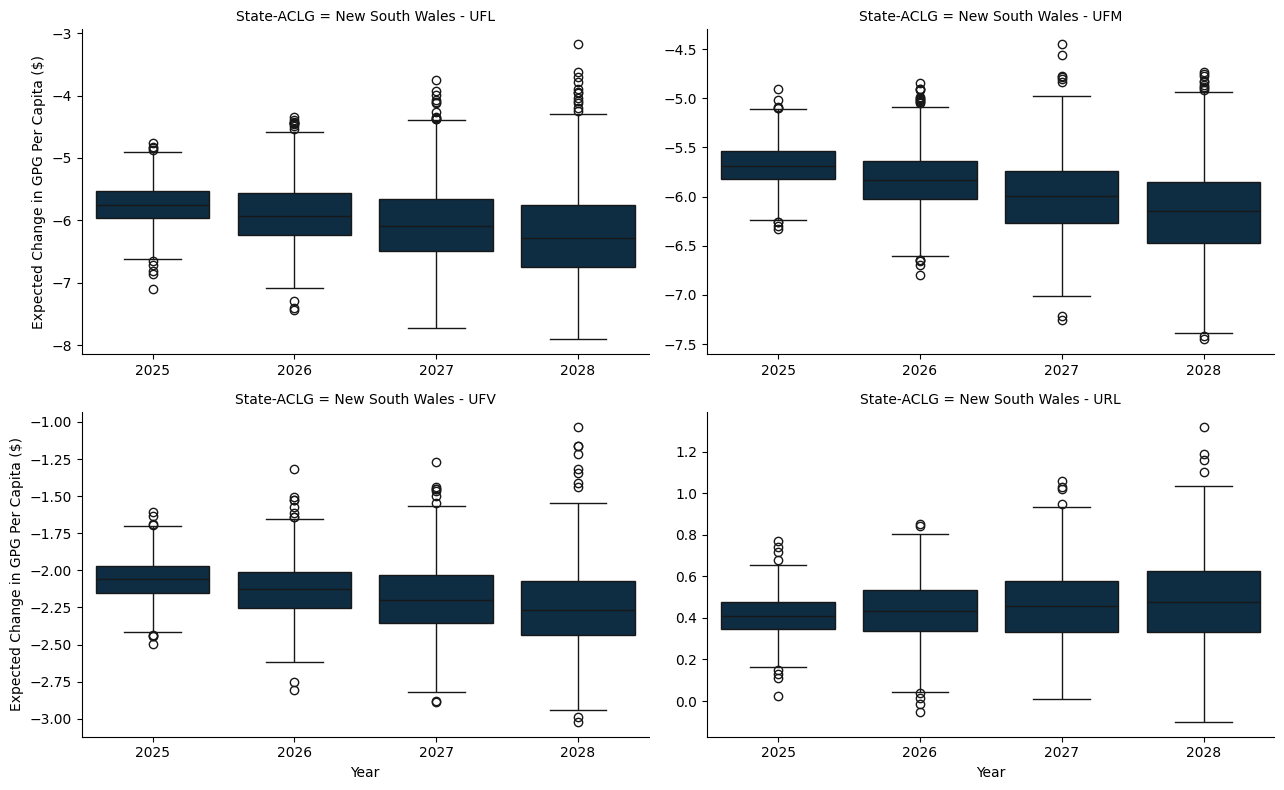 State-ACLG = New South Wales - UFL
Expected Change in GPG Per Capita ($)
−3
−4
−5
−6
−7
−8
2025 2026 2027 2028
State-ACLG = New South Wales - UFM
−4.5
−5.0
−5.5
−6.0
−6.5
−7.0
−7.5
2025 2026 2027 2028
State-ACLG = New South Wales - UFV
Expected Change in GPG Per Capita ($)
−1.00
−1.25
−1.50
−1.75
−2.00
−2.25
−2.50
−2.75
−3.00
2025 2026 2027 2028
Year
State-ACLG = New South Wales - URL
1.2
1.0
0.8
0.6
0.4
0.2
0.0
2025 2026 2027 2028
Year